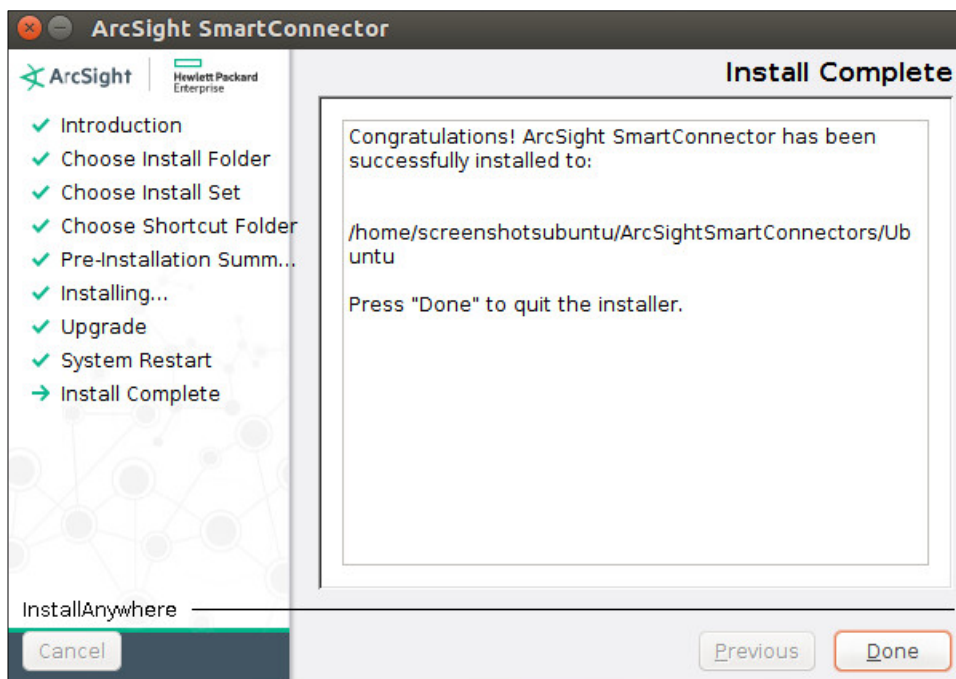 ArcSight SmartConnector
ArcSight
Hewlett Packard
Enterprise
Introduction
Choose Install Folder
Choose Install Set
Choose Shortcut Folder
Pre-Installation Summ...
Installing...
Upgrade
System Restart
Install Complete
InstallAnywhere
Cancel
Install Complete
Congratulations! ArcSight SmartConnector has been
successfully installed to:
/home/screenshotsubuntu/ArcSightSmartConnectors/Ub
untu
Press "Done" to quit the installer.
Previous
Done